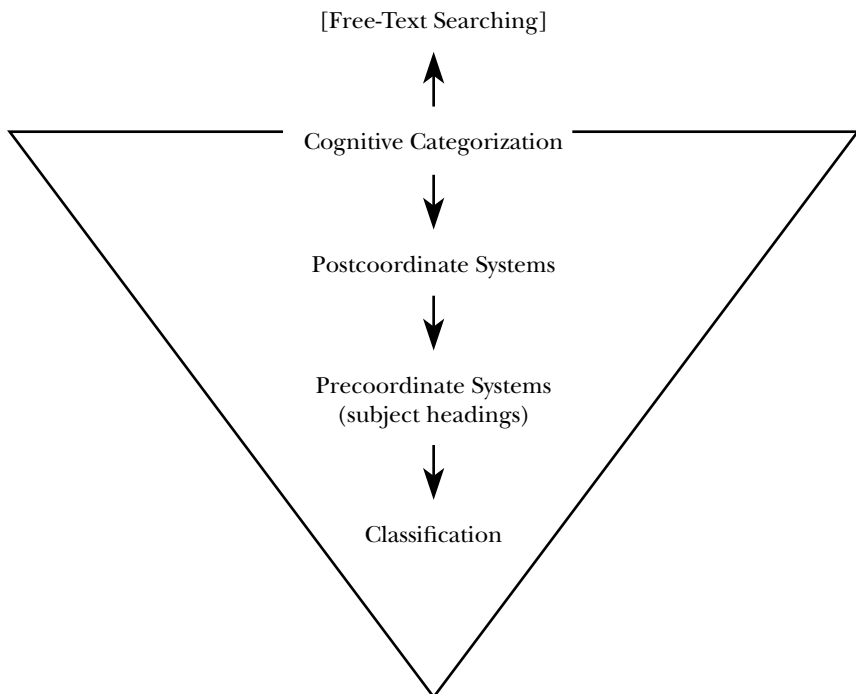 [Free-Text Searching]
Cognitive Categorization
Postcoordinate Systems
Precoordinate Systems
(subject headings)
Classification